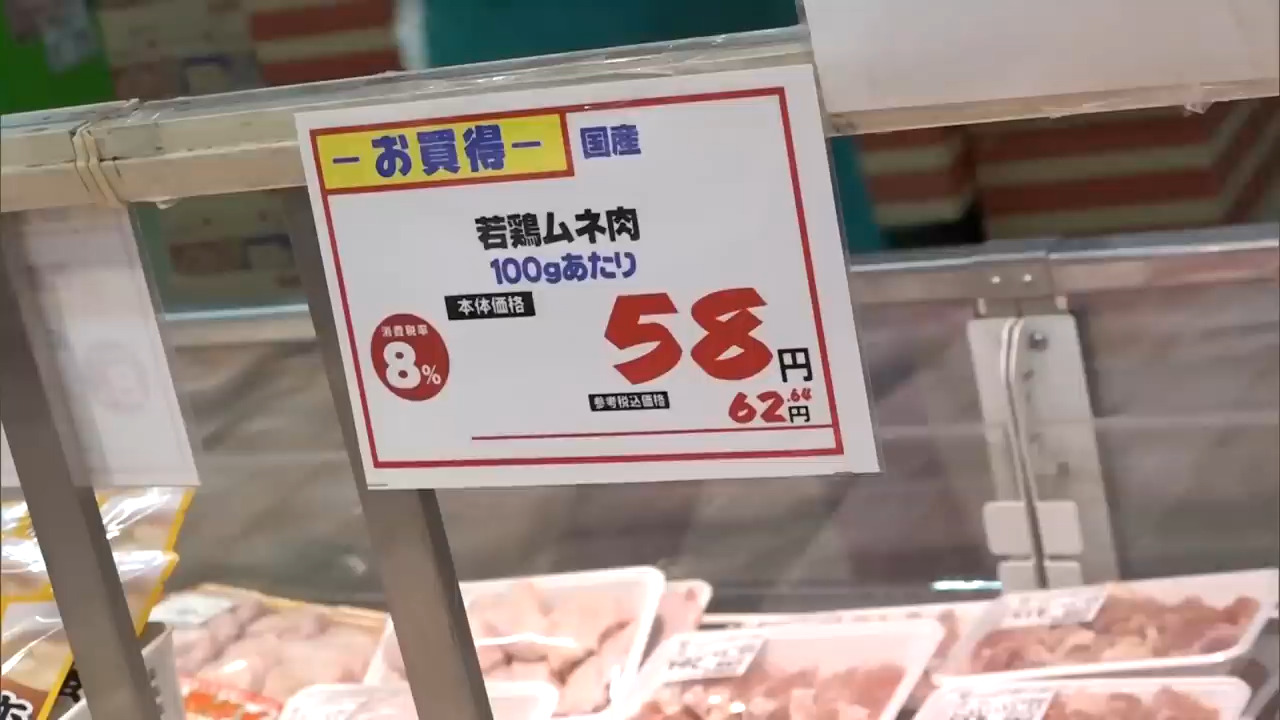 －お買得－
国産
若鶏ムネ肉
100gあたり
本体価格
58円
消費税率
8%
参考税込価格
62.64円